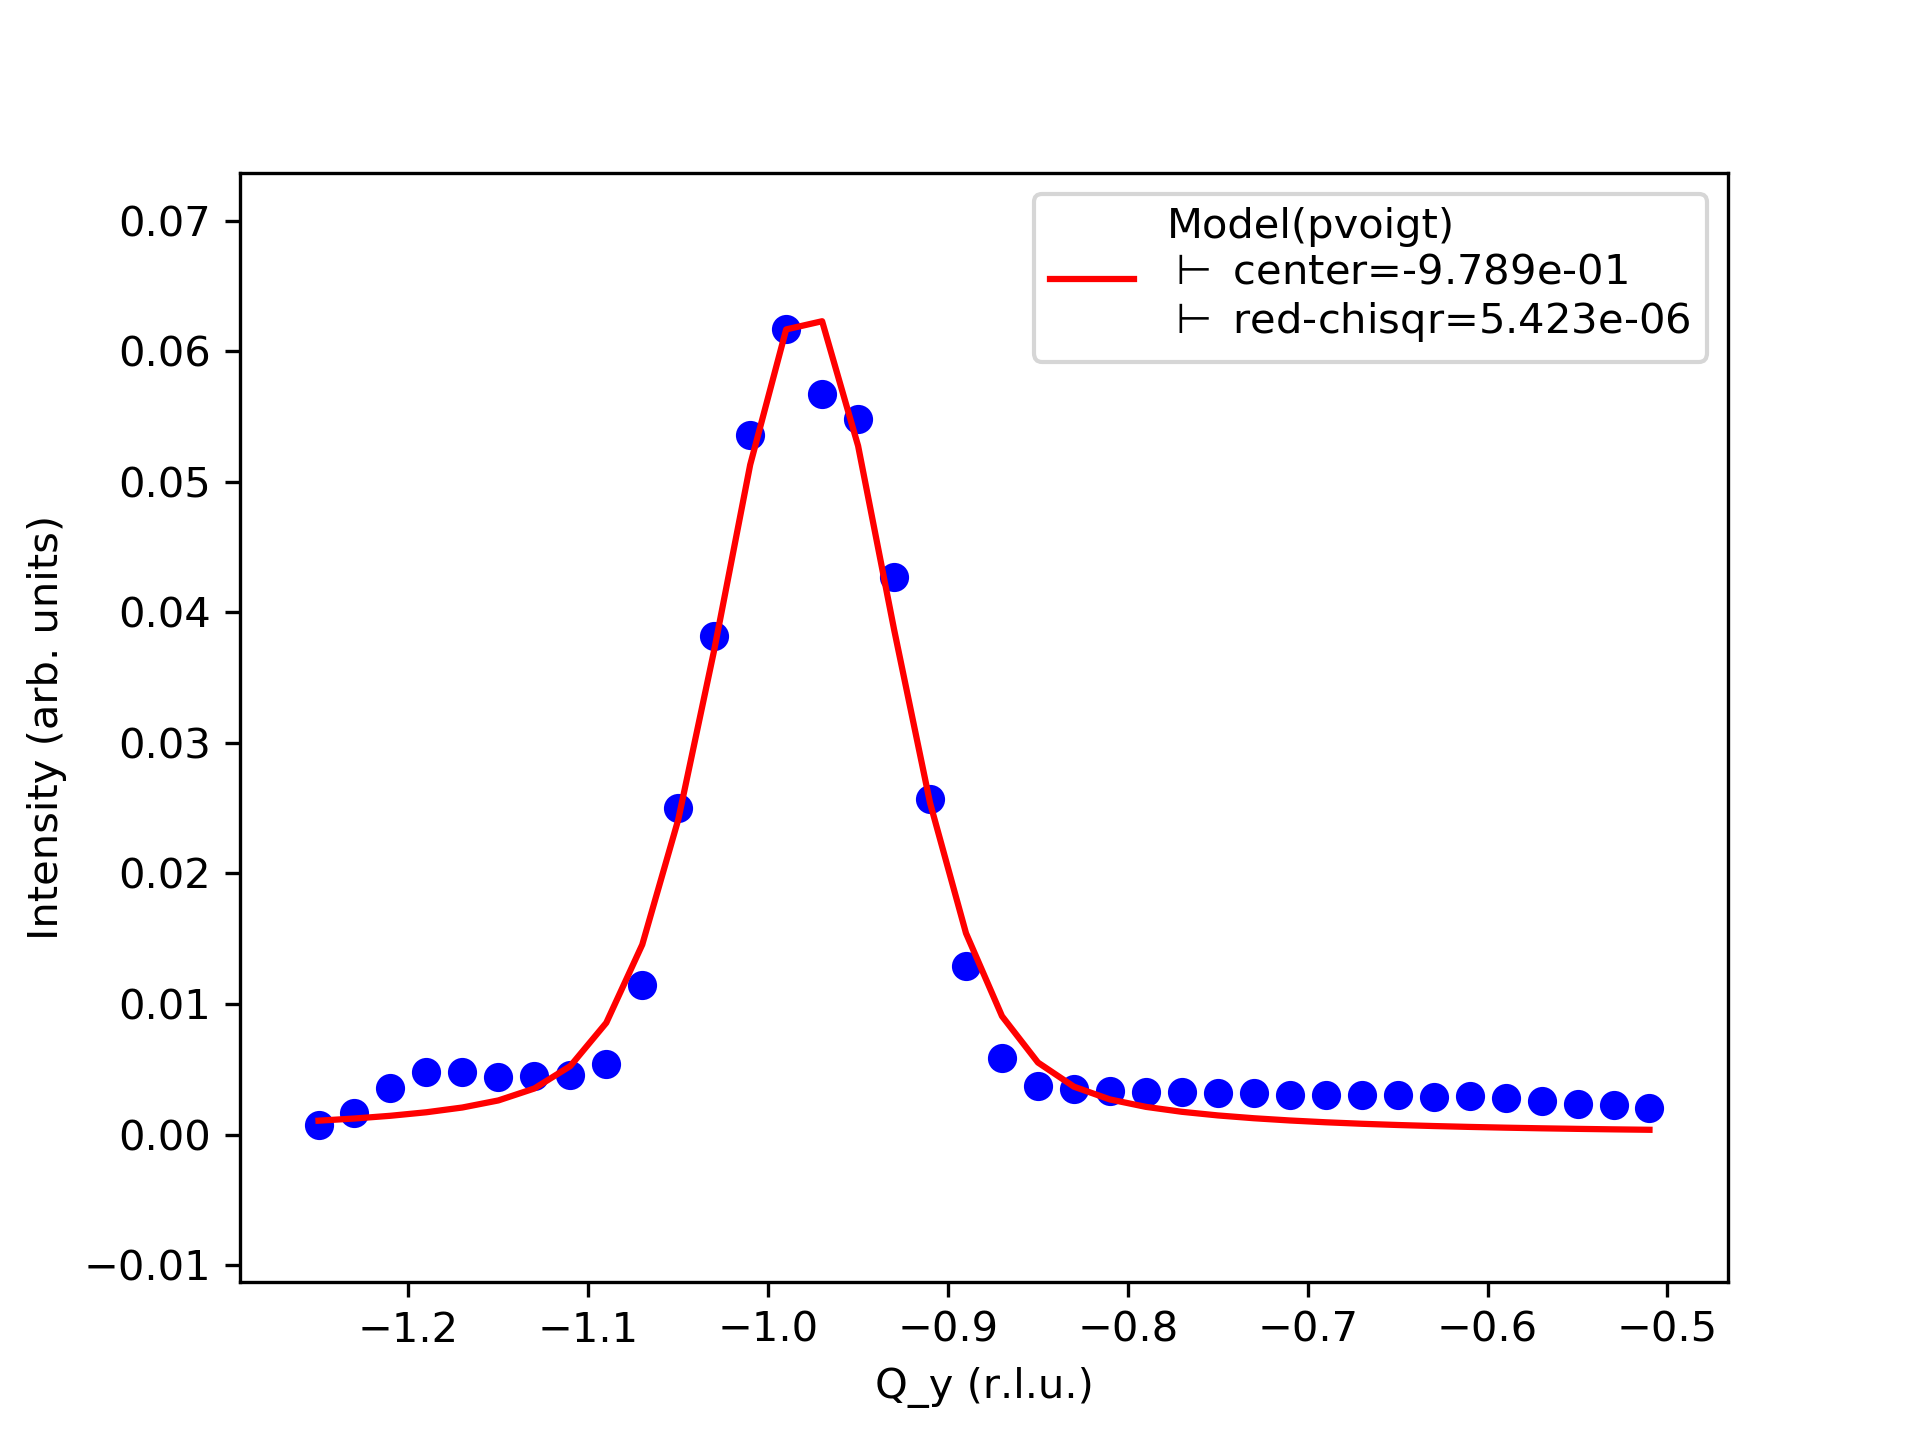 Model(pvoigt)
⊢ center=-9.789e-01
⊢ red-chisqr=5.423e-06
0.07
0.06
0.05
0.04
0.03
0.02
0.01
0.00
−0.01
Intensity (arb. units)
−1.2 −1.1 −1.0 −0.9 −0.8 −0.7 −0.6 −0.5
Q_y (r.l.u.)